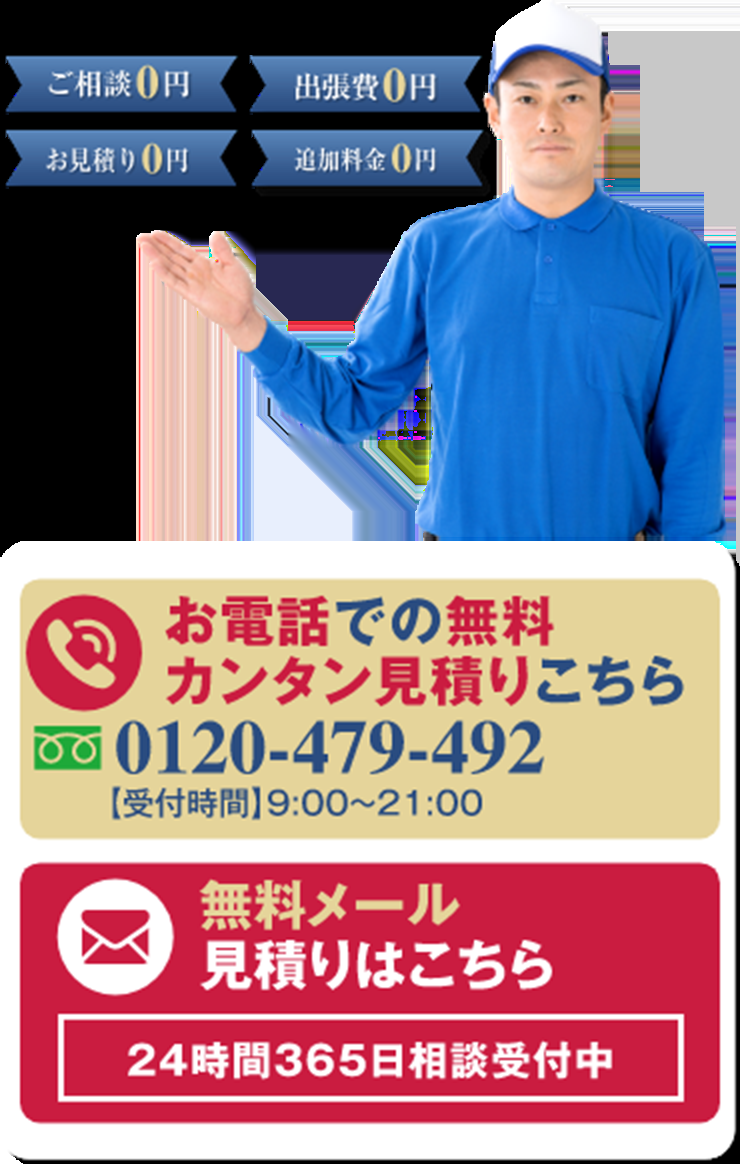 ご相談0円
出張費0円
お見積り0円
追加料金0円
お電話での無料
カンタン見積りこちら
0120-479-492
【受付時間】9:00〜21:00
無料メール
見積りはこちら
24時間365日相談受付中